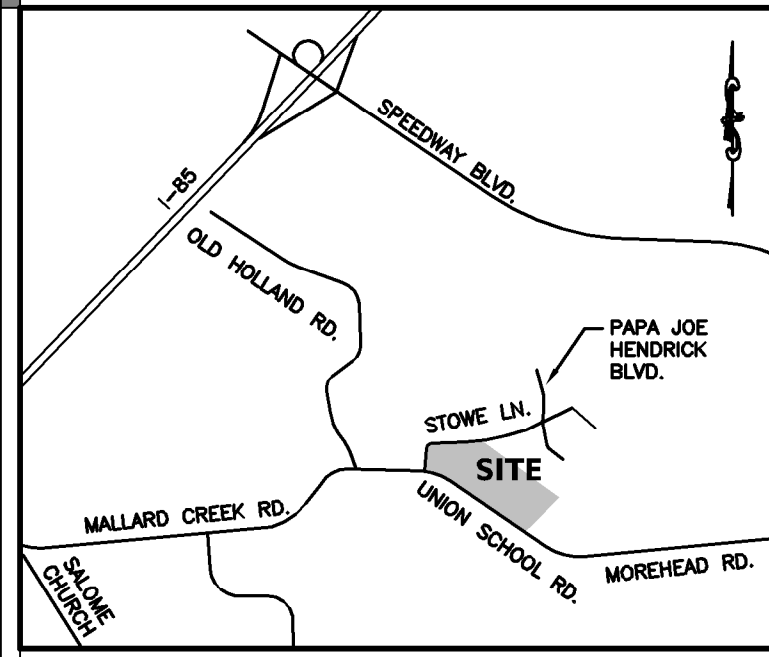 SPEEDWAY BLVD.
I-85
OLD HOLLAND RD.
PAPA JOE
HENDRICK
BLVD.
STOWE LN.
SITE
UNION SCHOOL RD.
MALLARD CREEK RD.
MOREHEAD RD.
SALOME
CHURCH